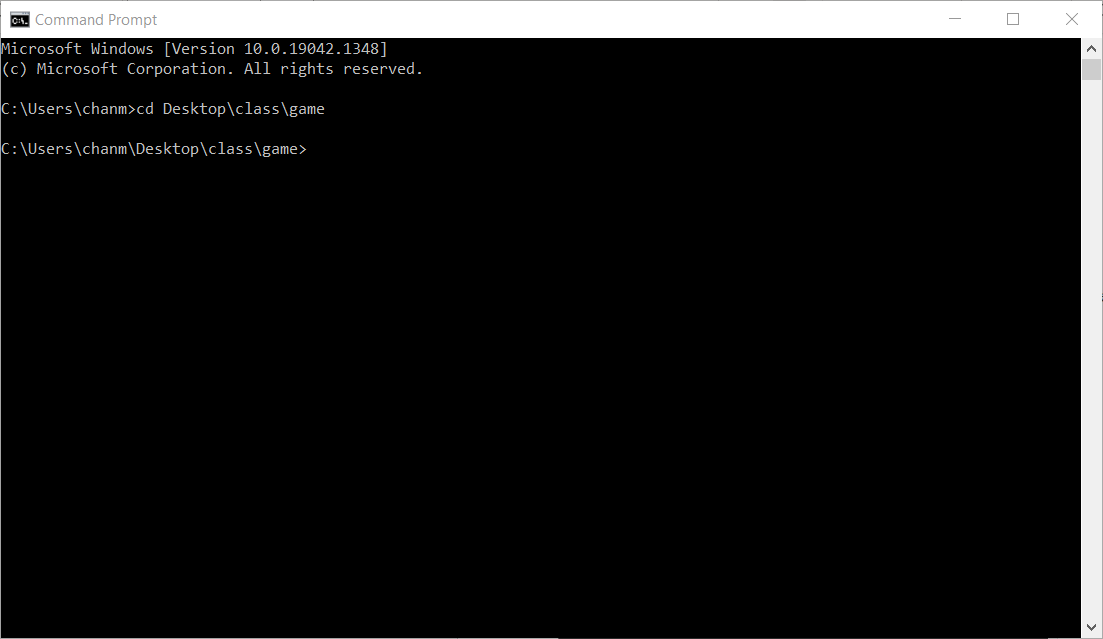 Command Prompt
Microsoft Windows [Version 10.0.19042.1348]
(c) Microsoft Corporation. All rights reserved.
C:\Users\chanm>cd Desktop\class\game
C:\Users\chanm\Desktop\class\game>